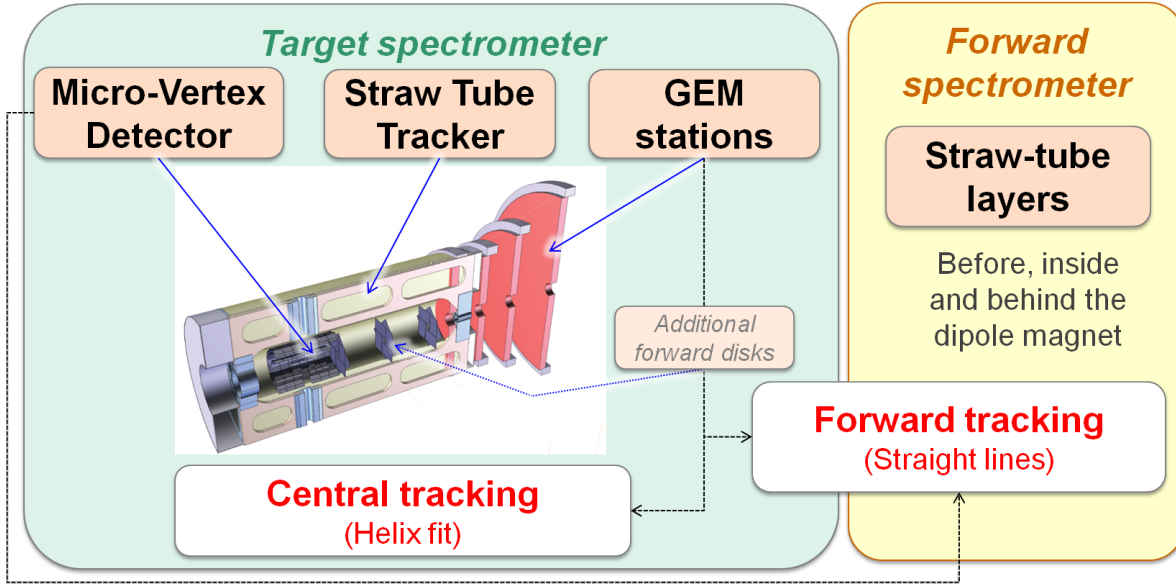 Target spectrometer
Micro-Vertex
Detector
Straw Tube
Tracker
GEM
stations
Additional
forward disks
Central tracking
(Helix fit)
Forward
spectrometer
Straw-tube
layers
Before, inside
and behind the
dipole magnet
Forward tracking
(Straight lines)